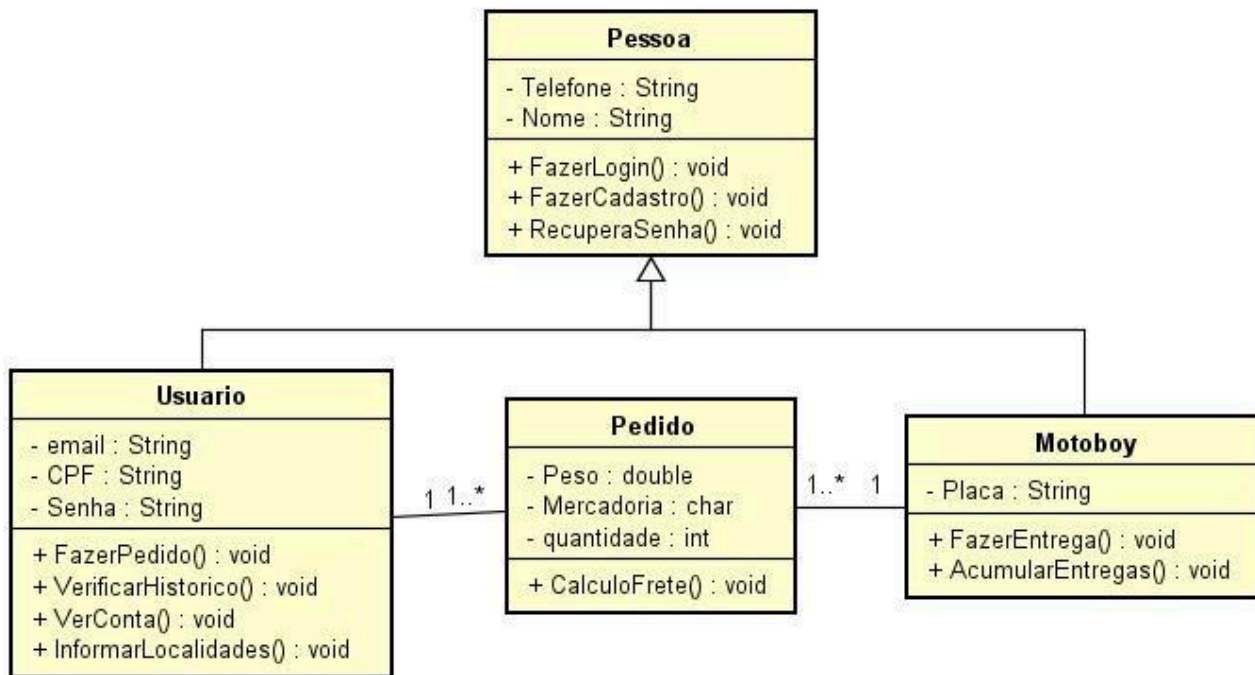 Pessoa
- Telefone : String
- Nome : String
+ FazerLogin() : void
+ FazerCadastro() : void
+ RecuperaSenha() : void
Usuario
- email : String
- CPF : String
- Senha : String
+ FazerPedido() : void
+ VerificarHistorico() : void
+ VerConta() : void
+ InformarLocalidades() : void
1 1..*
Pedido
- Peso : double
- Mercadoria : char
- quantidade : int
+ CalculoFrete() : void
1..* 1
Motoboy
- Placa : String
+ FazerEntrega() : void
+ AcumularEntregas() : void